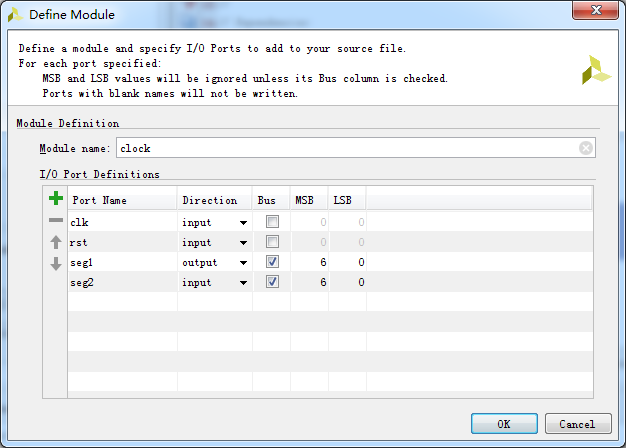 Define Module
Define a module and specify I/O Ports to add to your source file.
For each port specified:
MSB and LSB values will be ignored unless its Bus column is checked.
Ports with blank names will not be written.
Module Definition
Module name: clock
I/O Port Definitions
Port Name Direction Bus MSB LSB
clk input 0 0
rst input 0 0
seg1 output 6 0
seg2 input 6 0
OK Cancel